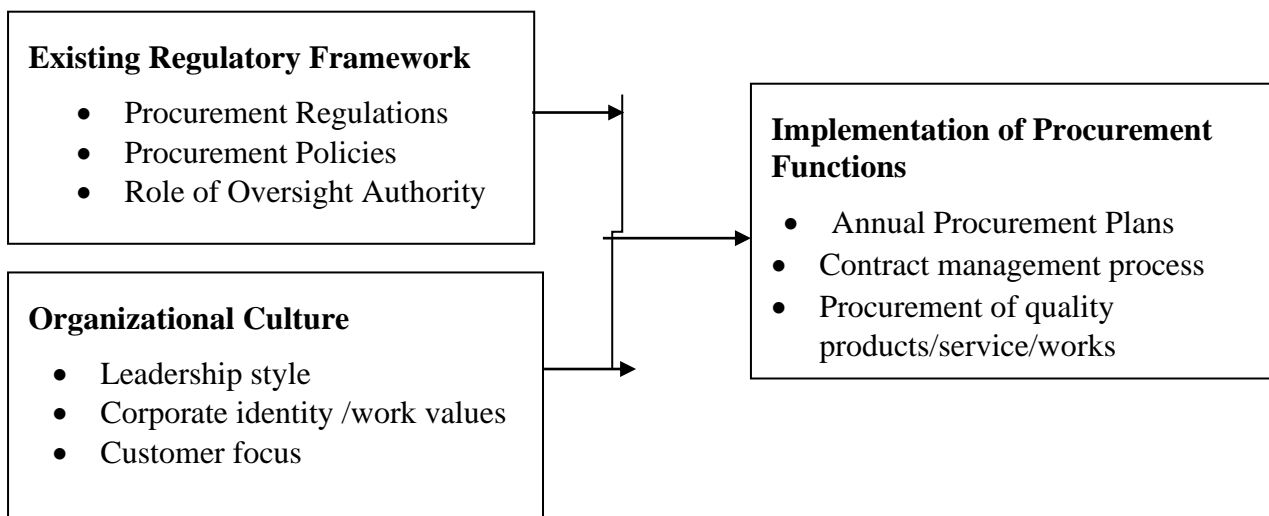 Existing Regulatory Framework
• Procurement Regulations
• Procurement Policies
• Role of Oversight Authority
Organizational Culture
• Leadership style
• Corporate identity /work values
• Customer focus
Implementation of Procurement
Functions
• Annual Procurement Plans
• Contract management process
• Procurement of quality
products/service/works